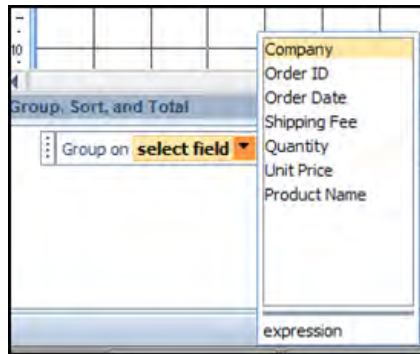 10
Group, Sort, and Total
Group on select field
Company
Order ID
Order Date
Shipping Fee
Quantity
Unit Price
Product Name
expression